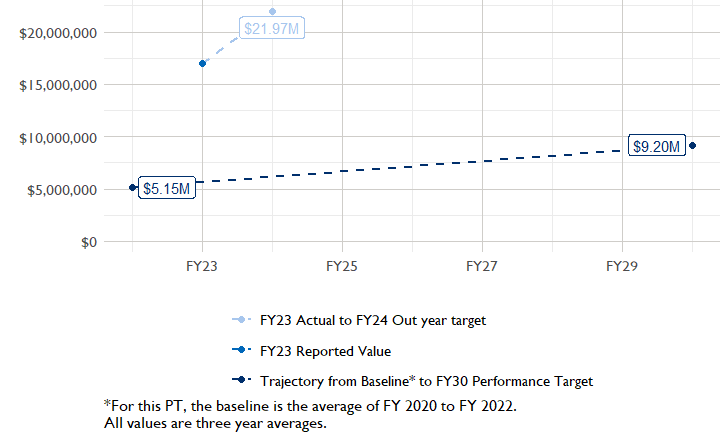 $20,000,000
$21.97M
$15,000,000
$10,000,000
$9.20M
$5,000,000
$5.15M
$0
FY23 FY25 FY27 FY29
FY23 Actual to FY24 Out year target
FY23 Reported Value
Trajectory from Baseline* to FY30 Performance Target
*For this PT, the baseline is the average of FY 2020 to FY 2022.
All values are three year averages.